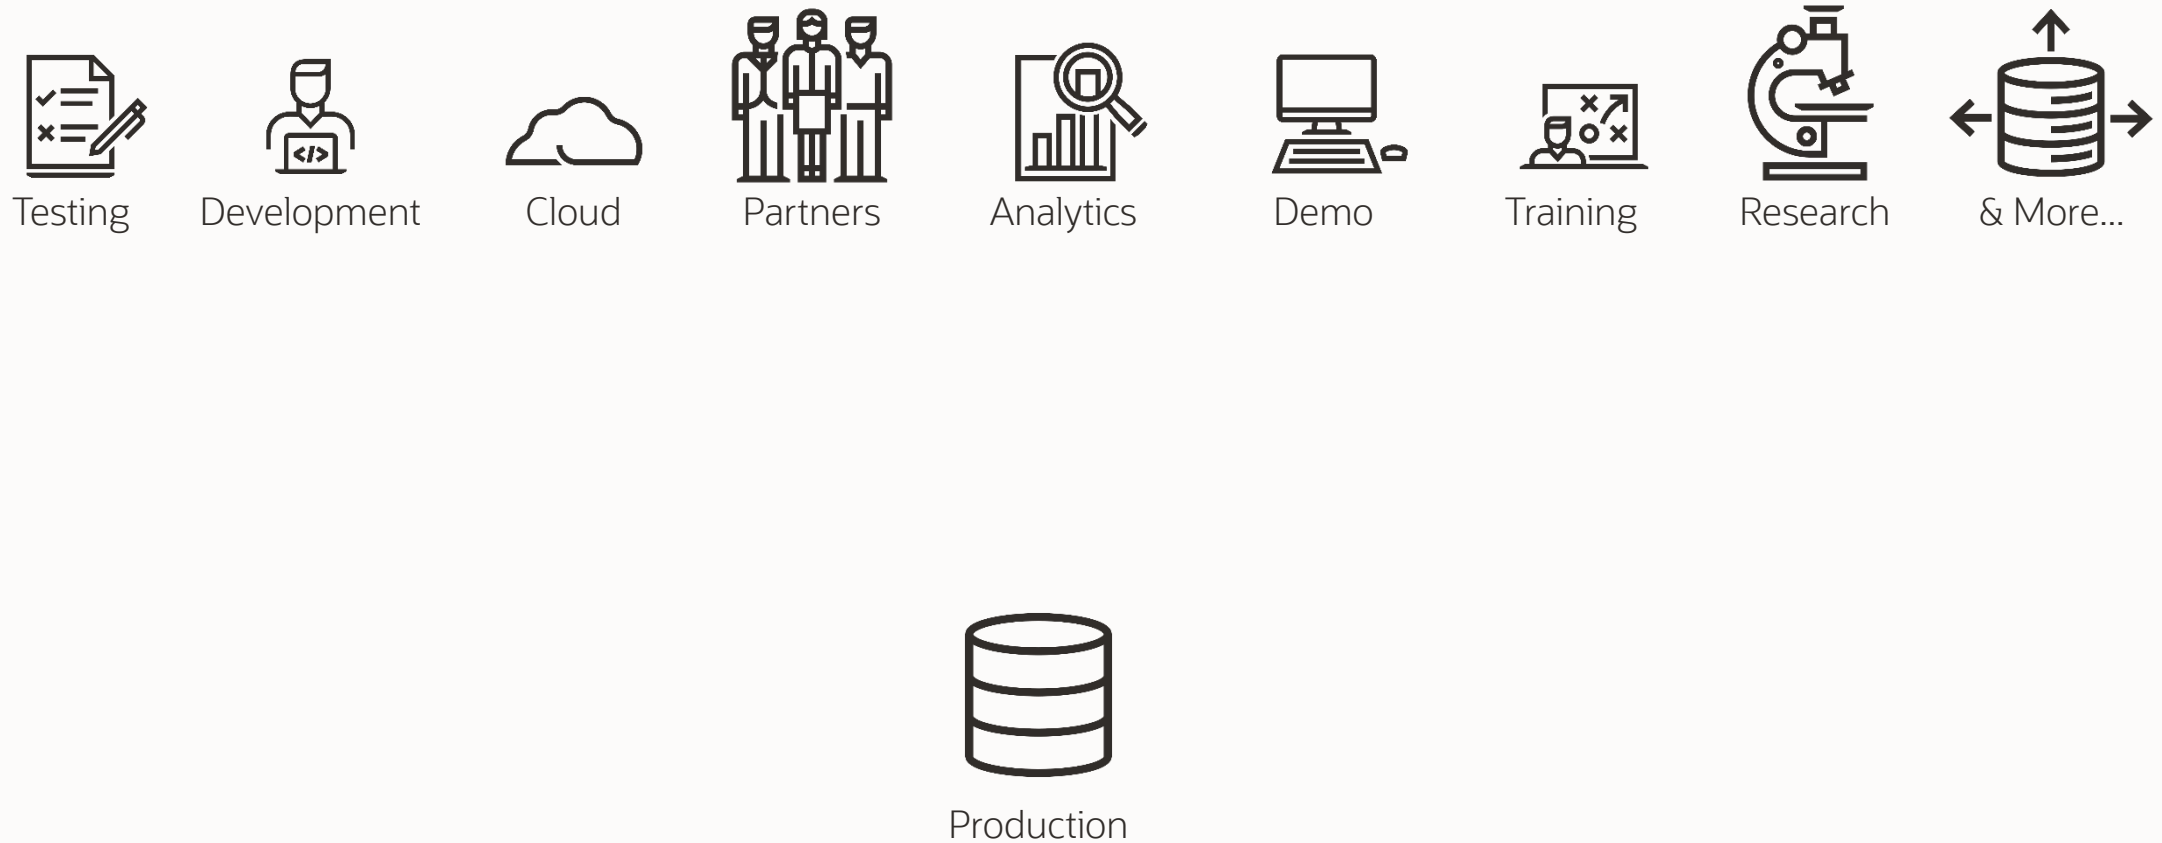 Testing
Development
Cloud
Partners
Analytics
Demo
Training
Research
& More...
</>
Production